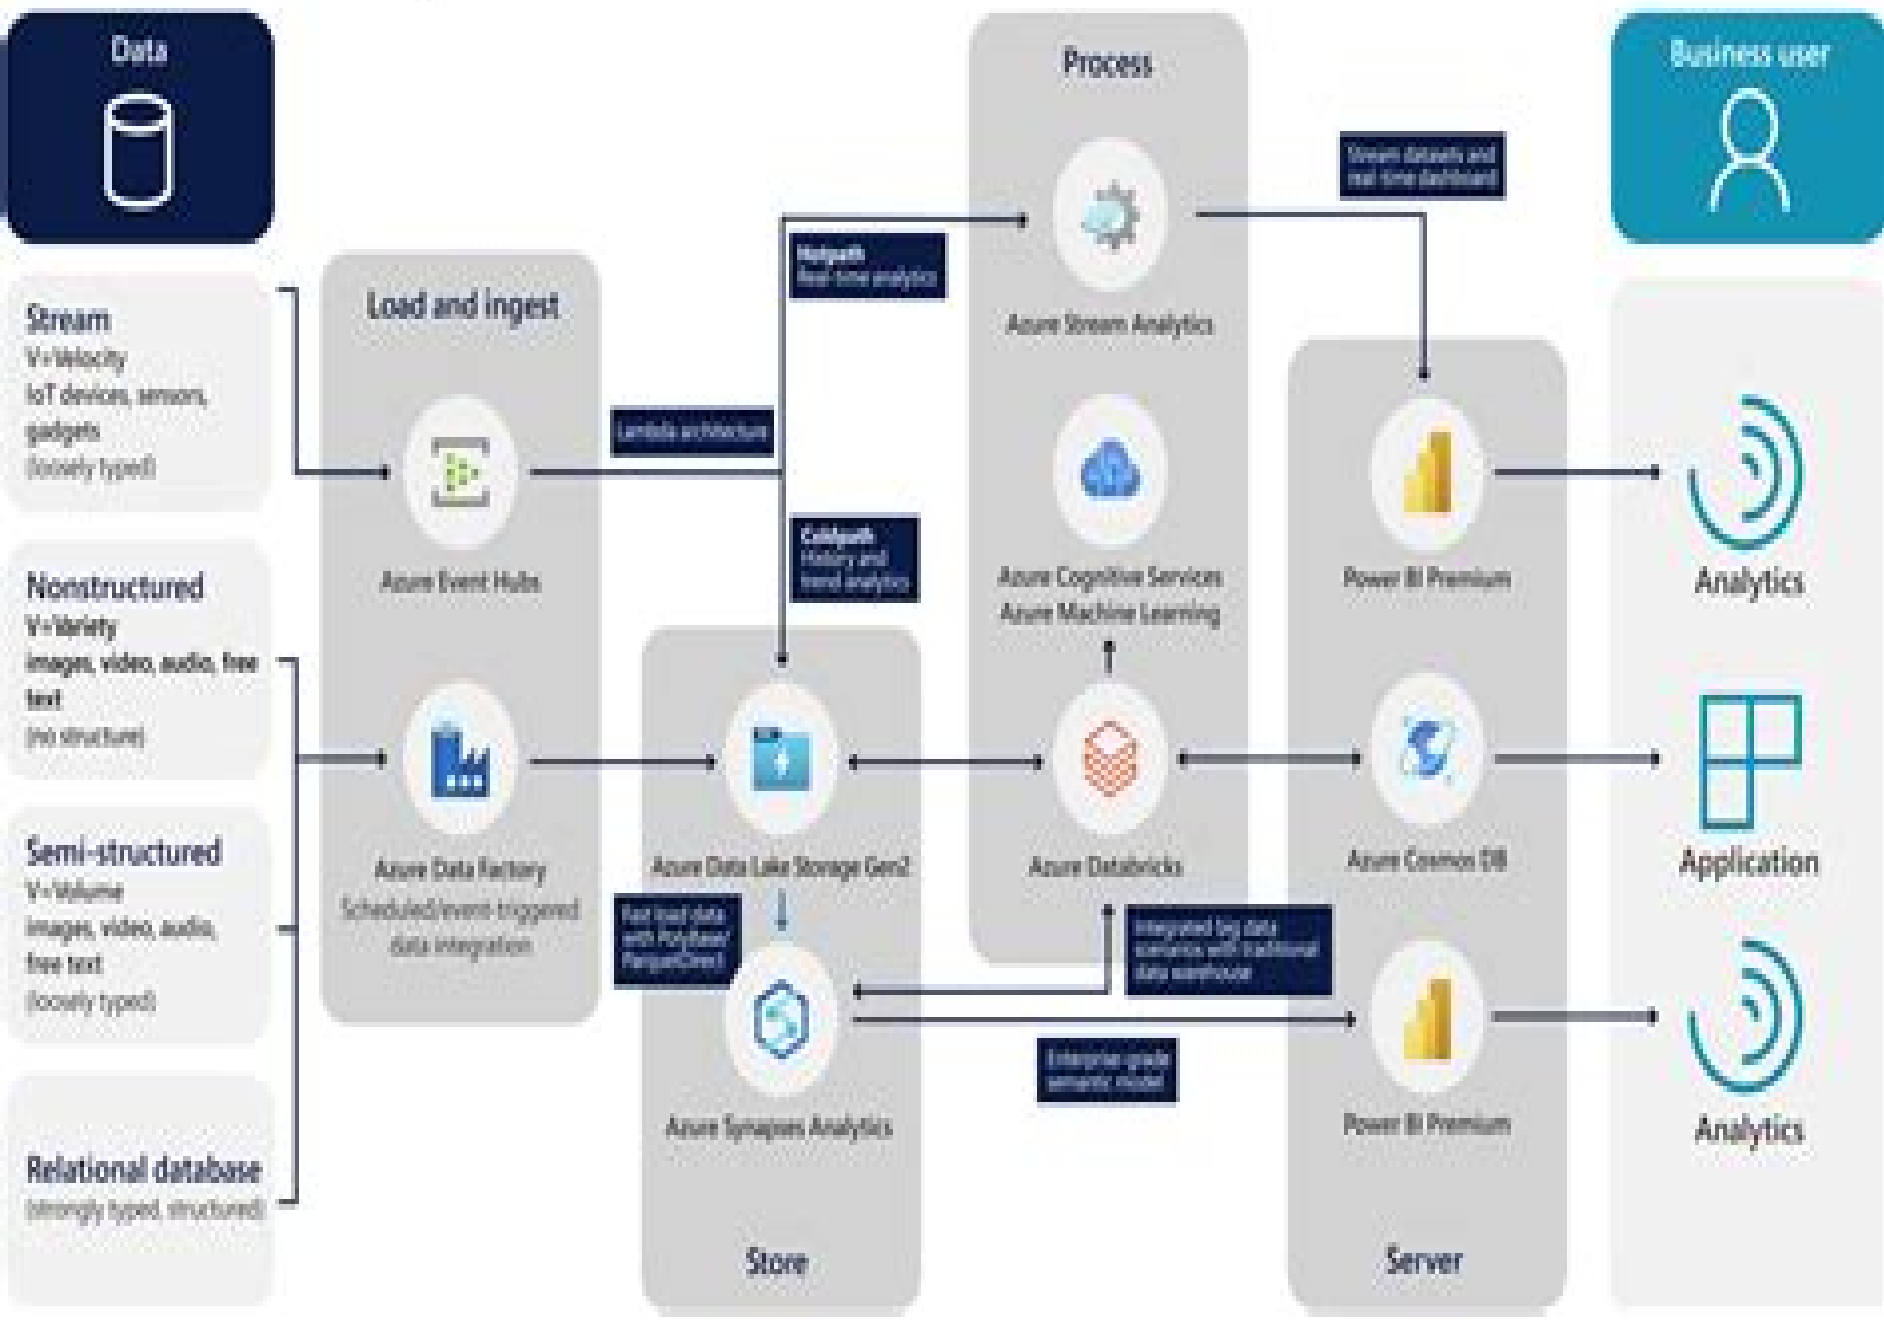 Data
Stream
V=Velocity
IoT devices, sensors,
gadgets
(loosely typed)
Nonstructured
V=Variety
images, video, audio, free
text
(no structure)
Semi-structured
V=Volume
images, video, audio,
free text
(loosely typed)
Relational database
(strongly typed, structured)
Load and ingest
Azure Event Hubs
Azure Data Factory
Scheduled/event-triggered
data integration
Lambda architecture
Hotpath
Real-time analytics
Coldpath
History and
trend analytics
Azure Data Lake Storage Gen2
Fast load data
with Polybase/
ParquetDirect
Azure Synapses Analytics
Store
Process
Azure Stream Analytics
Azure Cognitive Services
Azure Machine Learning
Azure Databricks
Integrated big data
scenarios with traditional
data warehouse
Enterprise-grade
semantic model
Stream datasets and
real-time dashboard
Power BI Premium
Azure Cosmos DB
Power BI Premium
Server
Business user
Analytics
Application
Analytics